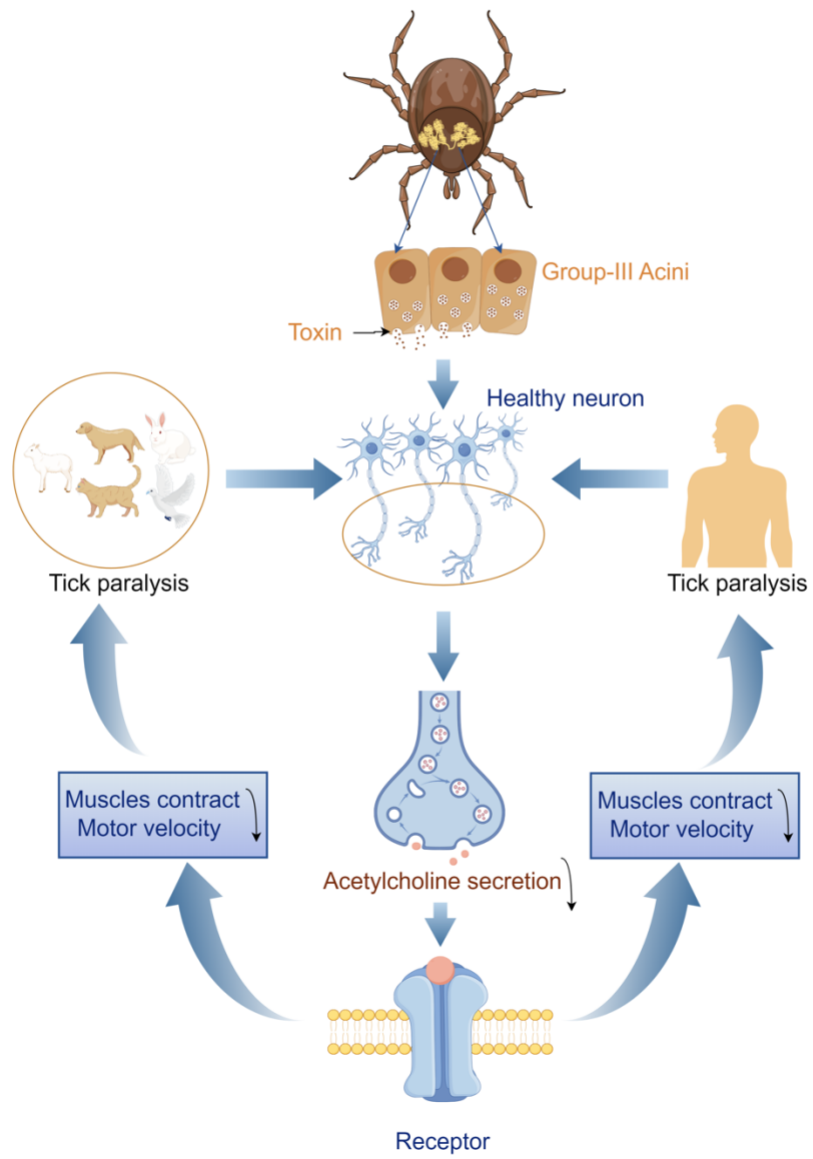 Group-III Acini
Toxin
Healthy neuron
Tick paralysis
Tick paralysis
Muscles contract
Motor velocity
Muscles contract
Motor velocity
Acetylcholine secretion
Receptor